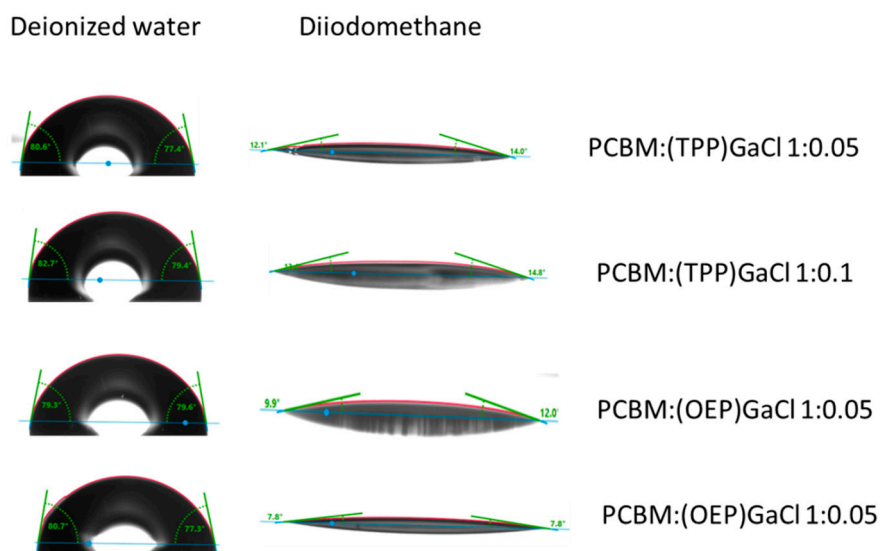 Deionized water Diiodomethane
80.6° 77.4° 12.1° 14.0° PCBM:(TPP)GaCl 1:0.05
82.7° 79.4° 14.8° PCBM:(TPP)GaCl 1:0.1
79.3° 79.6° 9.9° 12.0 PCBM:(OEP)GaCl 1:0.05
80.7° 77.3° 7.8° 7.8° PCBM:(OEP)GaCl 1:0.05